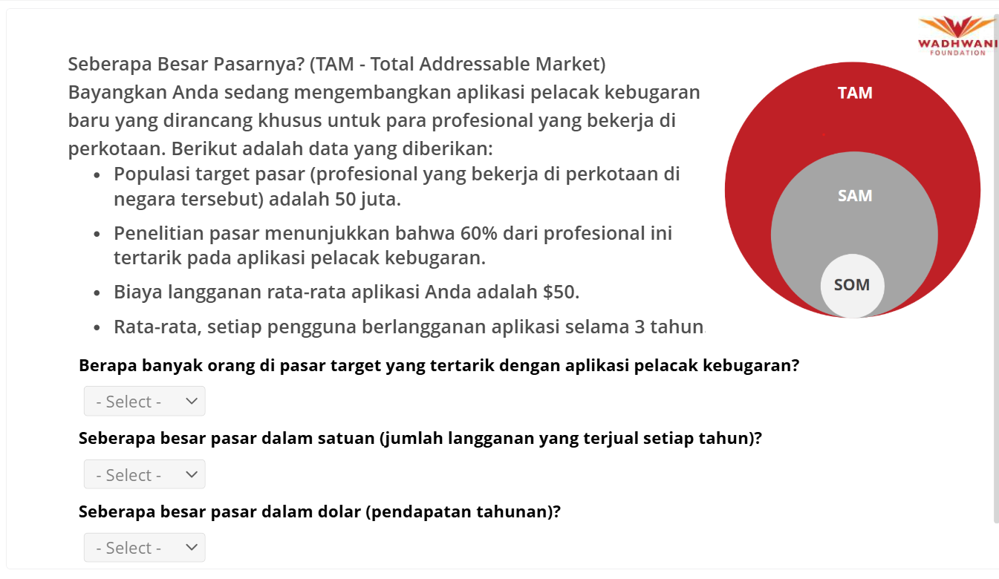 WADHWANI
FOUNDATION
Seberapa Besar Pasarnya? (TAM - Total Addressable Market)
Bayangkan Anda sedang mengembangkan aplikasi pelacak kebugaran
baru yang dirancang khusus untuk para profesional yang bekerja di
perkotaan. Berikut adalah data yang diberikan:
• Populasi target pasar (profesional yang bekerja di perkotaan di
negara tersebut) adalah 50 juta.
• Penelitian pasar menunjukkan bahwa 60% dari profesional ini
tertarik pada aplikasi pelacak kebugaran.
• Biaya langganan rata-rata aplikasi Anda adalah $50.
• Rata-rata, setiap pengguna berlangganan aplikasi selama 3 tahun.
TAM
SAM
SOM
Berapa banyak orang di pasar target yang tertarik dengan aplikasi pelacak kebugaran?
- Select -
Seberapa besar pasar dalam satuan (jumlah langganan yang terjual setiap tahun)?
- Select -
Seberapa besar pasar dalam dolar (pendapatan tahunan)?
- Select -